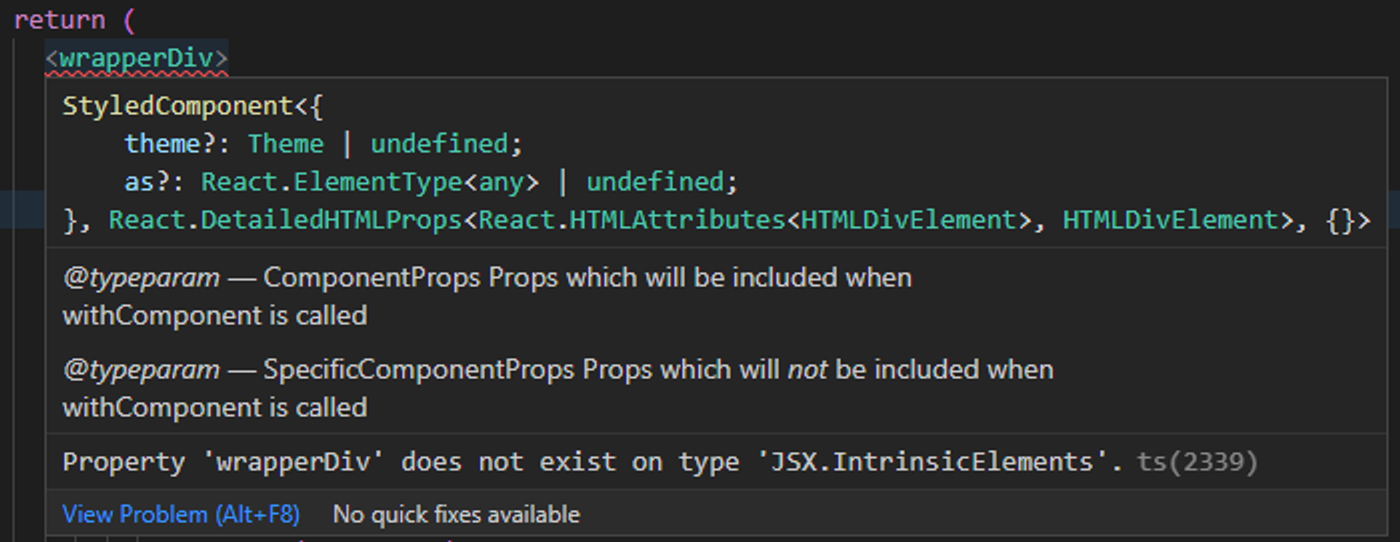 return (
<wrapperDiv>
StyledComponent<{
theme?: Theme | undefined;
as?: React.ElementType<any> | undefined;
}, React.DetailedHTMLProps<React.HTMLAttributes<HTMLDivElement>, HTMLDivElement>, {}>
@typeparam — ComponentProps Props which will be included when
withComponent is called
@typeparam — SpecificComponentProps Props which will not be included when
withComponent is called
Property 'wrapperDiv' does not exist on type 'JSX.IntrinsicElements'. ts(2339)
View Problem (Alt+F8) No quick fixes available